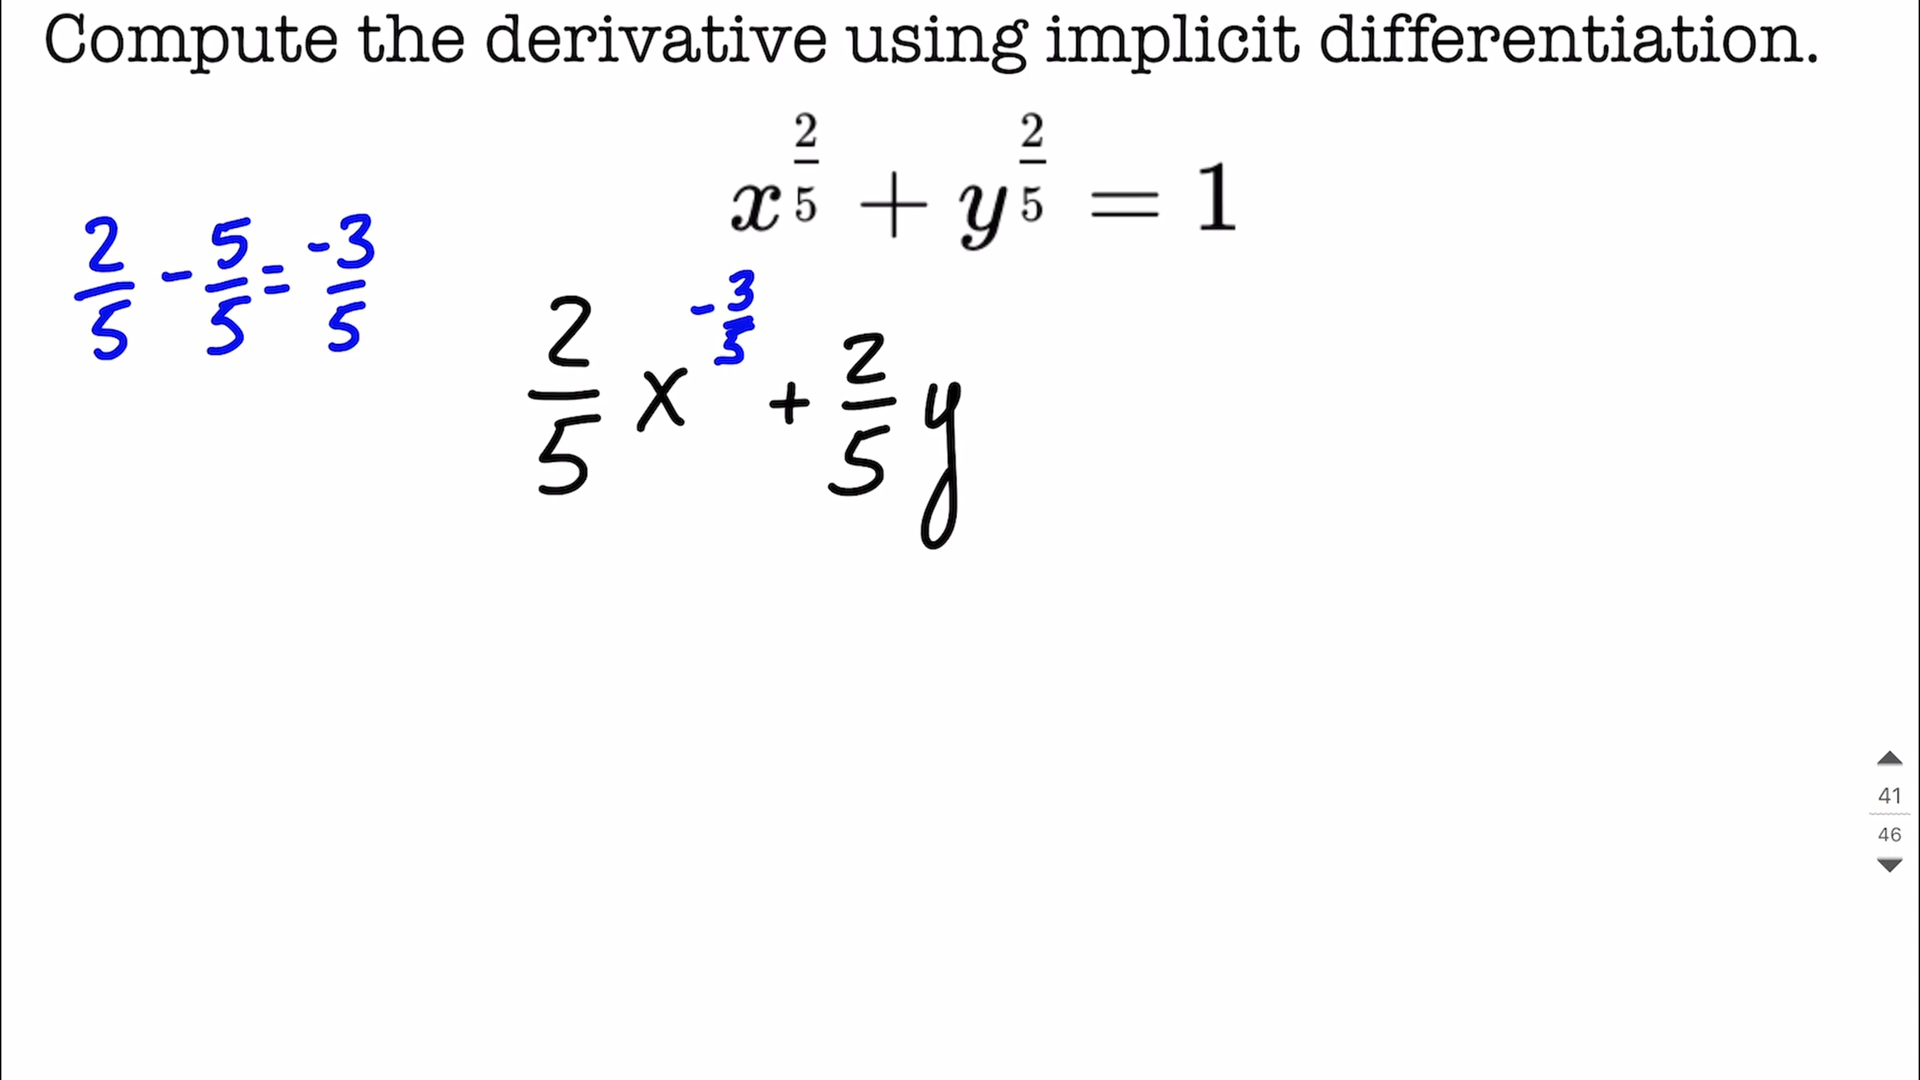 Compute the derivative using implicit differentiation.
x^{2/5} + y^{2/5} = 1
2/5 - 5/5 = -3/5
2/5 x^{-3/5} + 2/5 y
41
46